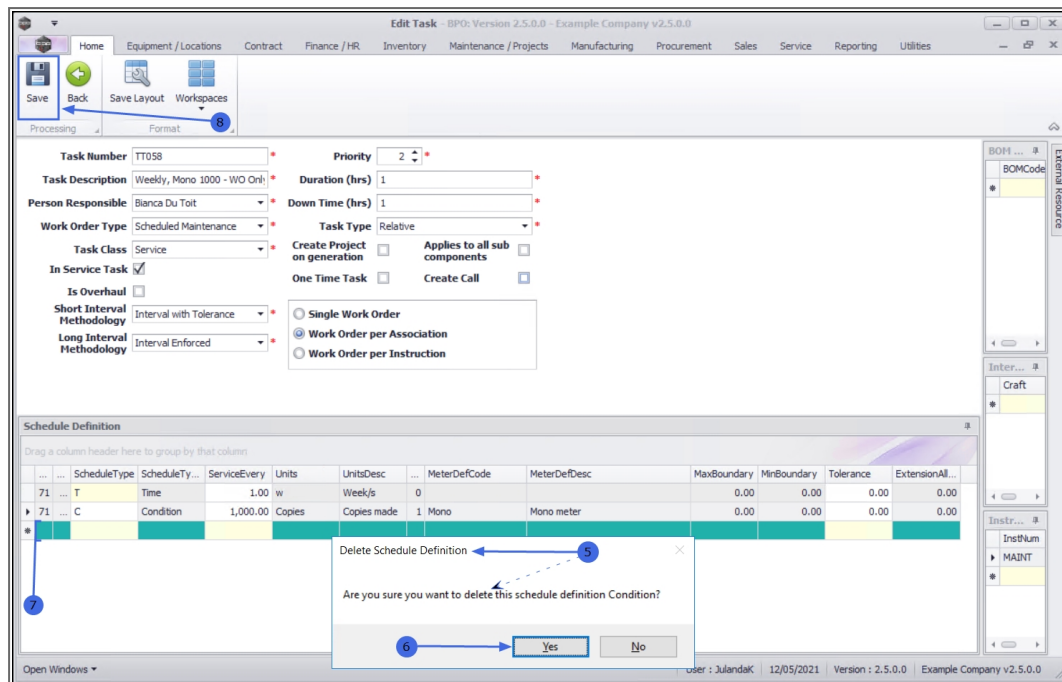 Edit Task - BPO: Version 2.5.0.0 - Example Company v2.5.0.0
Home Equipment / Locations Contract Finance / HR Inventory Maintenance / Projects Manufacturing Procurement Sales Service Reporting Utilities
Save Back Save Layout Workspaces
8
Processing Format
Task Number TT058 * Priority 2 *
Task Description Weekly, Mono 1000 - WO Only * Duration (hrs) 1 *
Person Responsible Bianca Du Toit * Down Time (hrs) 1 *
Work Order Type Scheduled Maintenance * Task Type Relative *
Task Class Service * Create Project on generation Applies to all sub components
In Service Task
One Time Task Create Call
Is Overhaul
Short Interval Methodology Interval with Tolerance * Single Work Order
Work Order per Association
Long Interval Methodology Interval Enforced * Work Order per Instruction
BOM ...
BOMCode
External Resource
Inter...
Craft
Instr...
InstNum
MAINT
Schedule Definition
Drag a column header here to group by that column
... ... ScheduleType ScheduleTy... ServiceEvery Units UnitsDesc ... MeterDefCode MeterDefDesc MaxBoundary MinBoundary Tolerance ExtensionAll...
71 ... T Time 1.00 w Week/s 0 0.00 0.00 0.00 0.00
71 ... C Condition 1,000.00 Copies Copies made 1 Mono Mono meter 0.00 0.00 0.00 0.00
Delete Schedule Definition 5
Are you sure you want to delete this schedule definition Condition?
7
6 Yes No
Open Windows User : JulandaK 12/05/2021 Version : 2.5.0.0 Example Company v2.5.0.0